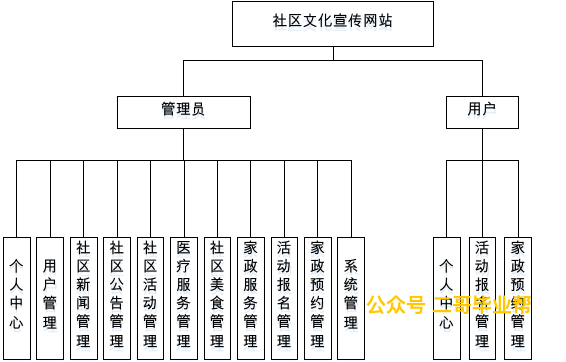 社区文化宣传网站
管理员
用户
个人中心
用户管理
社区新闻管理
社区公告管理
社区活动管理
医疗服务管理
社区美食管理
家政服务管理
活动报名管理
家政预约管理
系统管理
个人中心
活动报名管理
家政预约管理
公众号 二哥毕业帮